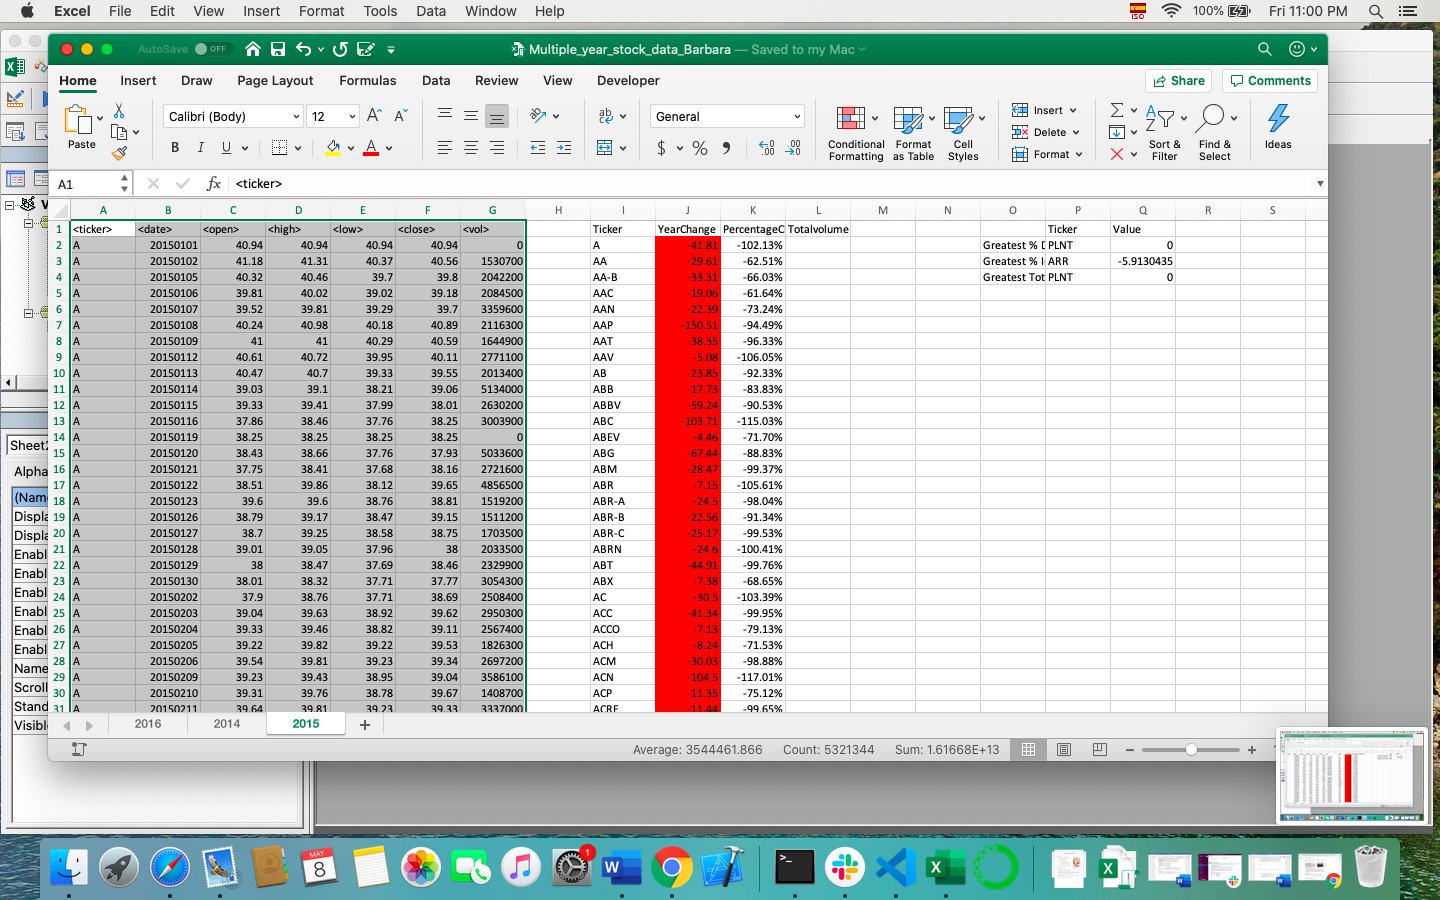 Excel File Edit View Insert Format Tools Data Window Help ISO 100% Fri 11:00 PM
AutoSave OFF Multiple_year_stock_data_Barbara — Saved to my Mac
Home Insert Draw Page Layout Formulas Data Review View Developer Share Comments
Paste Calibri (Body) 12 General Conditional Formatting Format as Table Cell Styles Insert Delete Format Sort & Filter Find & Select Ideas
B I U
A1 fx <ticker>
A B C D E F G H I J K L M N O P Q R S
1 <ticker> <date> <open> <high> <low> <close> <vol> Ticker YearChange PercentageC Totalvolume Ticker Value
2 A 20150101 40.94 40.94 40.94 40.94 0 A -41.81 -102.13% Greatest % D PLNT 0
3 A 20150102 41.18 41.31 40.37 40.56 1530700 AA -29.61 -62.51% Greatest % I ARR -5.9130435
4 A 20150105 40.32 40.46 39.7 39.8 2042200 AA-B -33.31 -66.03% Greatest Tot PLNT 0
5 A 20150106 39.81 40.02 39.02 39.18 2084500 AAC -19.06 -61.64%
6 A 20150107 39.52 39.81 39.29 39.7 3359600 AAN -22.39 -73.24%
7 A 20150108 40.24 40.98 40.18 40.89 2116300 AAP -150.51 -94.49%
8 A 20150109 41 41 40.29 40.59 1644900 AAT -38.35 -96.33%
9 A 20150112 40.61 40.72 39.95 40.11 2771100 AAV -5.08 -106.05%
10 A 20150113 40.47 40.7 39.33 39.55 2013400 AB -23.85 -92.33%
11 A 20150114 39.03 39.1 38.21 39.06 5134000 ABB -17.73 -83.83%
12 A 20150115 39.33 39.41 37.99 38.01 2630200 ABBV -59.24 -90.53%
13 A 20150116 37.86 38.46 37.76 38.25 3003900 ABC -103.71 -115.03%
14 A 20150119 38.25 38.25 38.25 38.25 0 ABEV -4.46 -71.70%
15 A 20150120 38.43 38.66 37.76 37.93 5033600 ABG -67.44 -88.83%
16 A 20150121 37.75 38.41 37.68 38.16 2721600 ABM -28.47 -99.37%
17 A 20150122 38.51 39.86 38.12 39.65 4856500 ABR -7.15 -105.61%
18 A 20150123 39.6 39.6 38.76 38.81 1519200 ABR-A -24.5 -98.04%
19 A 20150126 38.79 39.17 38.47 39.15 1511200 ABR-B -22.56 -91.34%
20 A 20150127 38.7 39.25 38.58 38.75 1703500 ABR-C -25.17 -99.53%
21 A 20150128 39.01 39.05 37.96 38 2033500 ABRN -24.6 -100.41%
22 A 20150129 38 38.47 37.69 38.46 2329900 ABT -44.91 -99.76%
23 A 20150130 38.01 38.32 37.71 37.77 3054300 ABX -7.38 -68.65%
24 A 20150202 37.9 38.76 37.71 38.69 2508400 AC -30.5 -103.39%
25 A 20150203 39.04 39.63 38.92 39.62 2950300 ACC -41.34 -99.95%
26 A 20150204 39.33 39.46 38.82 39.11 2567400 ACCO -7.13 -79.13%
27 A 20150205 39.22 39.82 39.22 39.53 1826300 ACH -8.24 -71.53%
28 A 20150206 39.54 39.81 39.23 39.34 2697200 ACM -30.03 -98.88%
29 A 20150209 39.23 39.43 38.95 39.04 3586100 ACN -104.5 -117.01%
30 A 20150210 39.31 39.76 38.78 39.67 1408700 ACP -11.35 -75.12%
31 A 20150211 39.64 39.81 39.23 39.33 3337000 ACRE -11.44 -99.65%
2016 2014 2015
Average: 3544461.866 Count: 5321344 Sum: 1.61668E+13
V
Sheet2
Alpha
(Nam
Displa
Displa
Enabl
Enabl
Enabl
Enabl
Enabl
Name
Scroll
Stand
Visibl
MAY 8 1